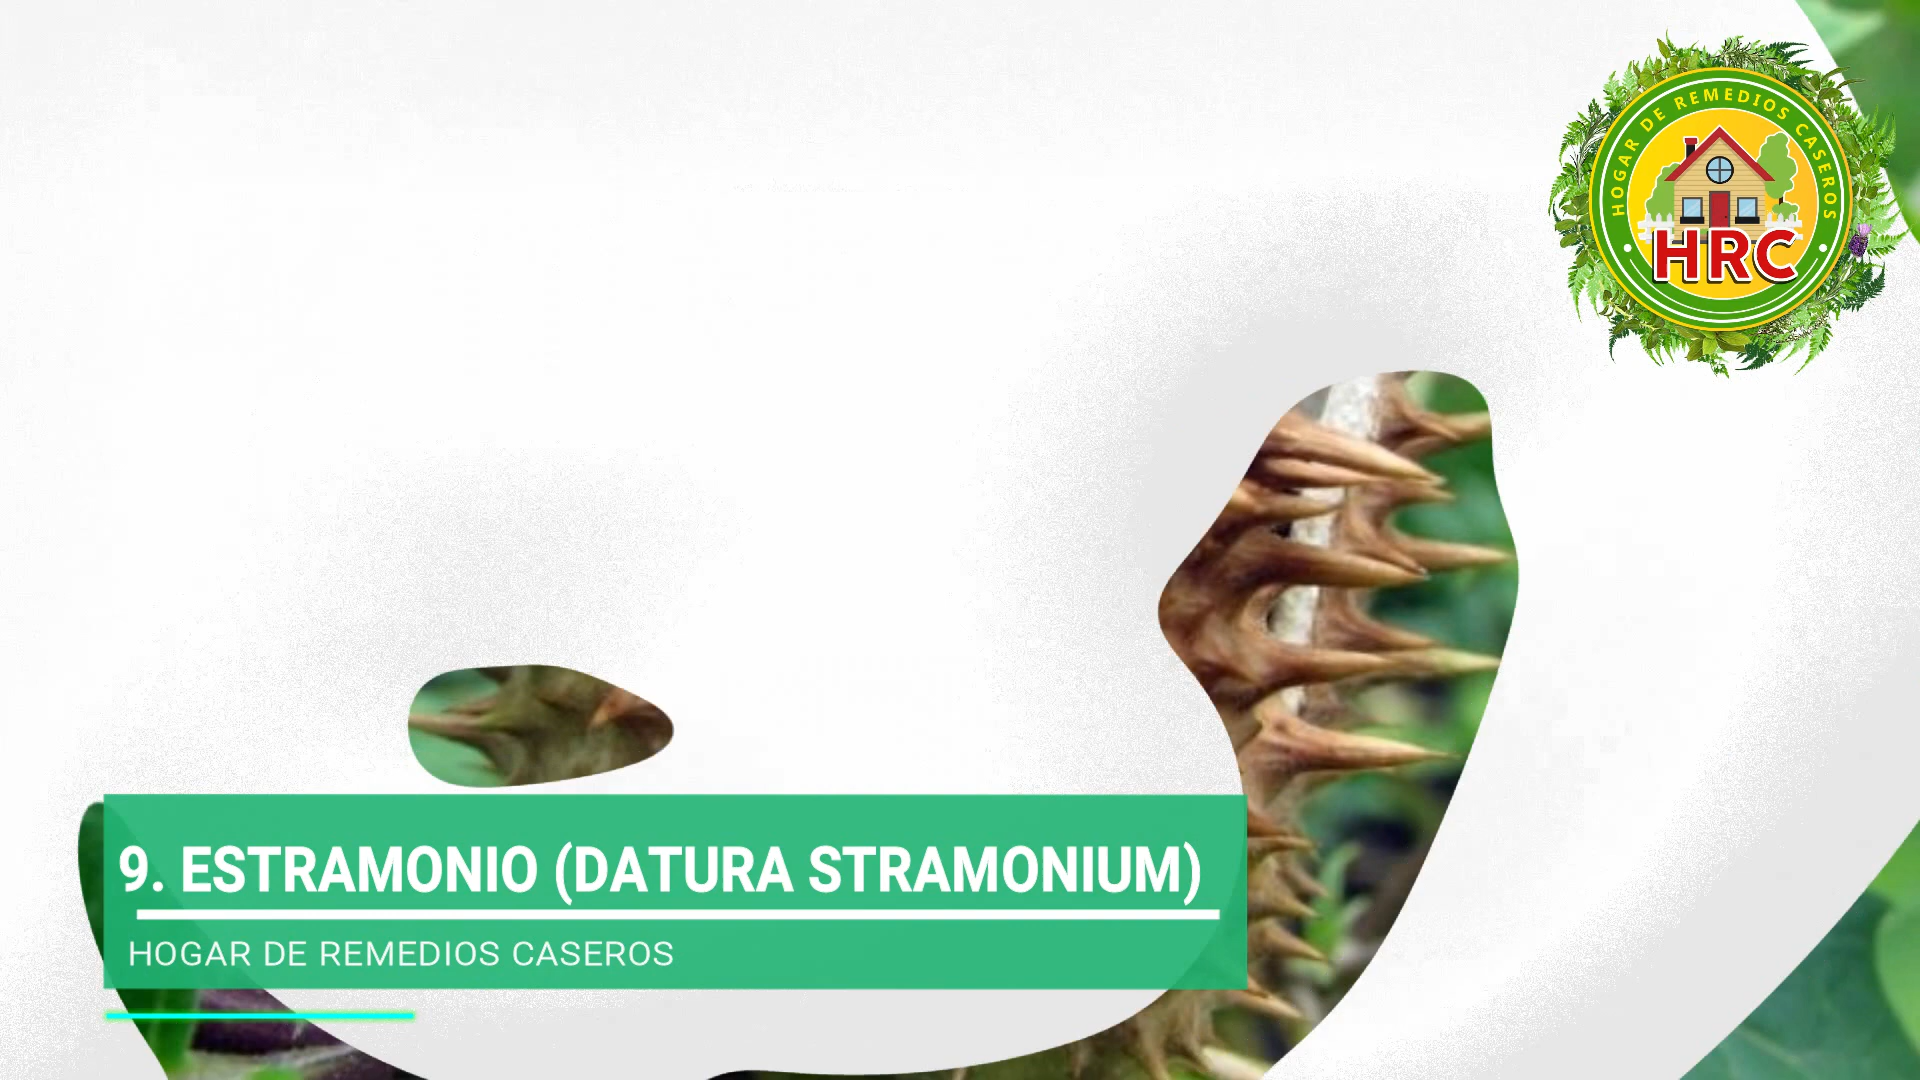 HOGAR DE REMEDIOS CASEROS
HRC
9. ESTRAMONIO (DATURA STRAMONIUM)
HOGAR DE REMEDIOS CASEROS